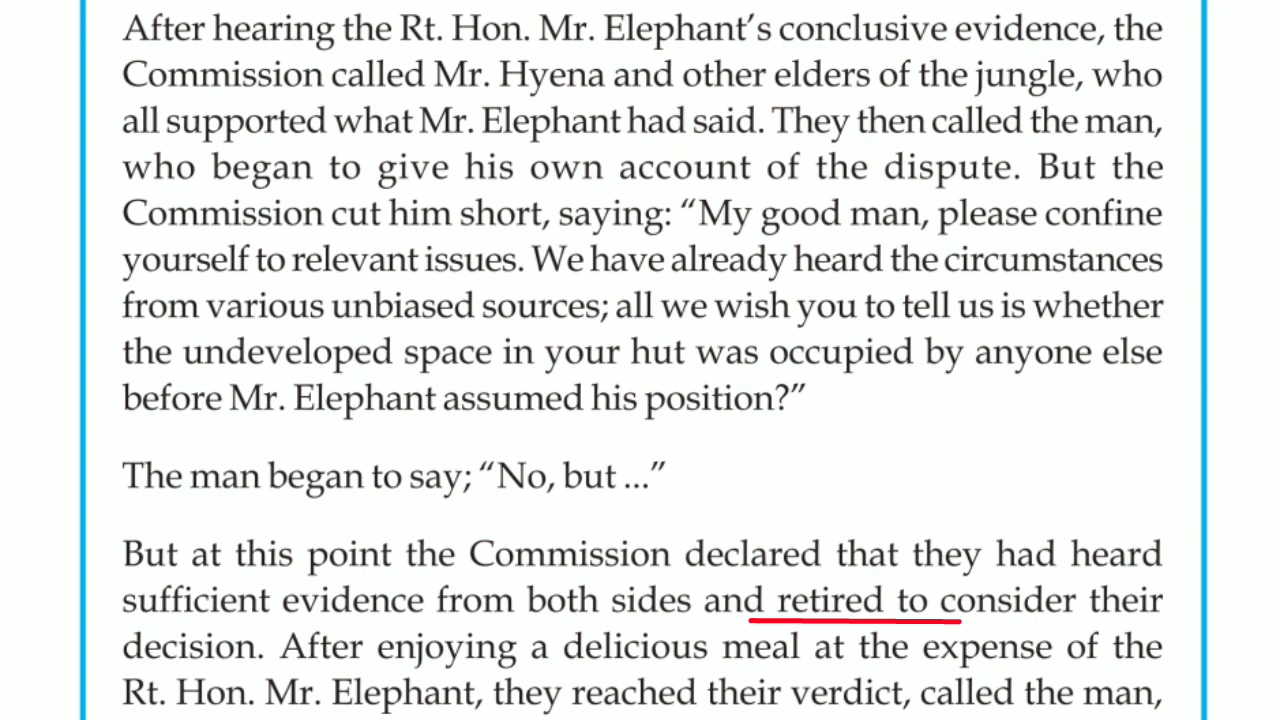 After hearing the Rt. Hon. Mr. Elephant’s conclusive evidence, the
Commission called Mr. Hyena and other elders of the jungle, who
all supported what Mr. Elephant had said. They then called the man,
who began to give his own account of the dispute. But the
Commission cut him short, saying: “My good man, please confine
yourself to relevant issues. We have already heard the circumstances
from various unbiased sources; all we wish you to tell us is whether
the undeveloped space in your hut was occupied by anyone else
before Mr. Elephant assumed his position?”
The man began to say; “No, but ...”
But at this point the Commission declared that they had heard
sufficient evidence from both sides and retired to consider their
decision. After enjoying a delicious meal at the expense of the
Rt. Hon. Mr. Elephant, they reached their verdict, called the man,